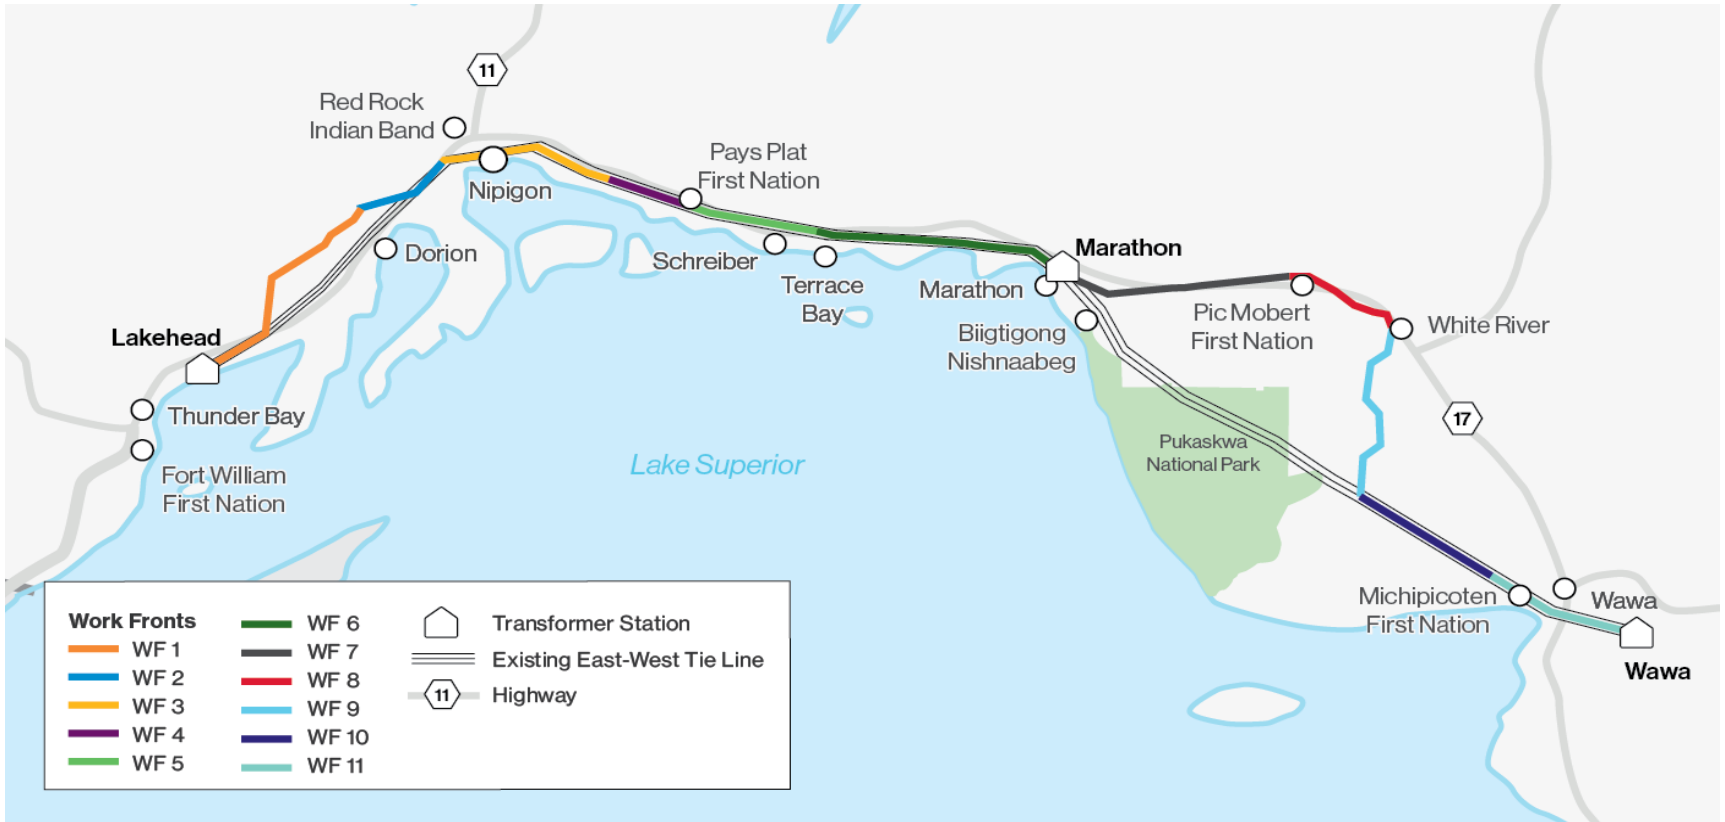 11
Red Rock
Indian Band
Pays Plat
First Nation
Nipigon
Dorion
Schreiber
Terrace
Bay
Marathon
Marathon
Biigtigong
Nishnaabeg
Pic Mobert
First Nation
White River
Lakehead
Thunder Bay
Fort William
First Nation
Lake Superior
Pukaskwa
National Park
17
Michipicoten
First Nation
Wawa
Wawa
Work Fronts
WF 1
WF 2
WF 3
WF 4
WF 5
WF 6
WF 7
WF 8
WF 9
WF 10
WF 11
Transformer Station
Existing East-West Tie Line
11 Highway